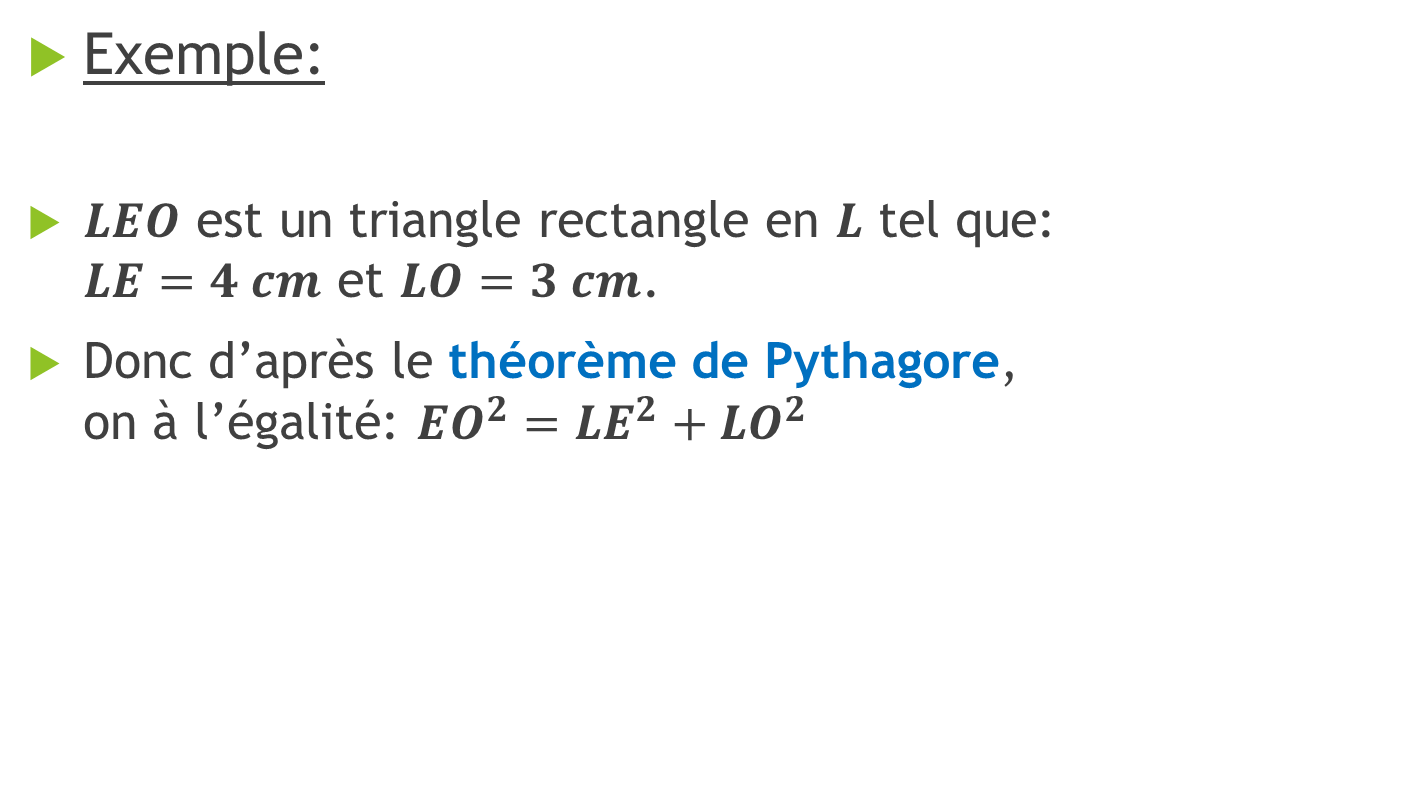 Exemple:
LEO est un triangle rectangle en L tel que:
LE = 4 cm et LO = 3 cm.
Donc d’après le théorème de Pythagore,
on à l’égalité: EO² = LE² + LO²